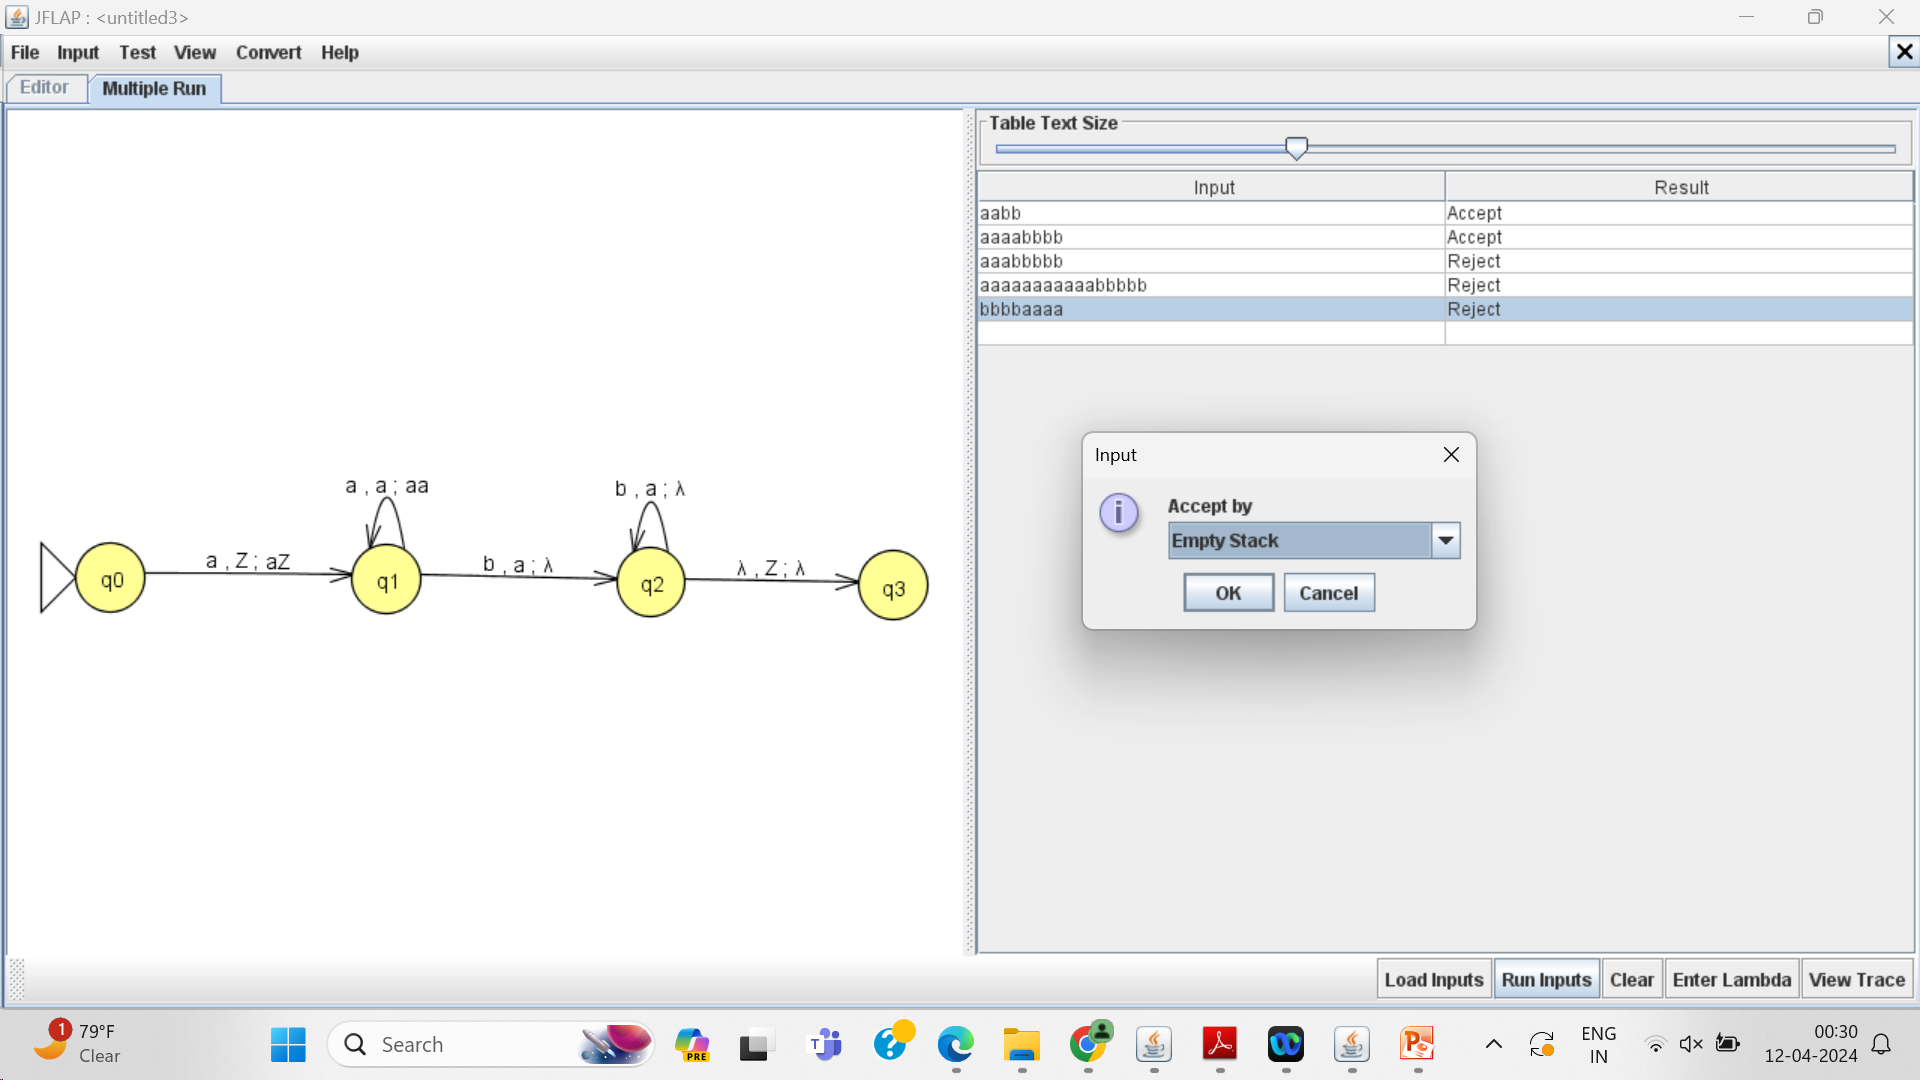 JFLAP : <untitled3>
File Input Test View Convert Help
Editor Multiple Run
Table Text Size
Input Result
aabb Accept
aaaabbbb Accept
aaabbbbb Reject
aaaaaaaaaaabbbbb Reject
bbbbaaaa Reject
Input
Accept by
Empty Stack
OK Cancel
a , a ; aa
b , a ; λ
a , Z ; aZ
b , a ; λ
λ , Z ; λ
q0 q1 q2 q3
Load Inputs Run Inputs Clear Enter Lambda View Trace
1
79°F
Clear
Search
PRE
T
ENG
IN
00:30
12-04-2024